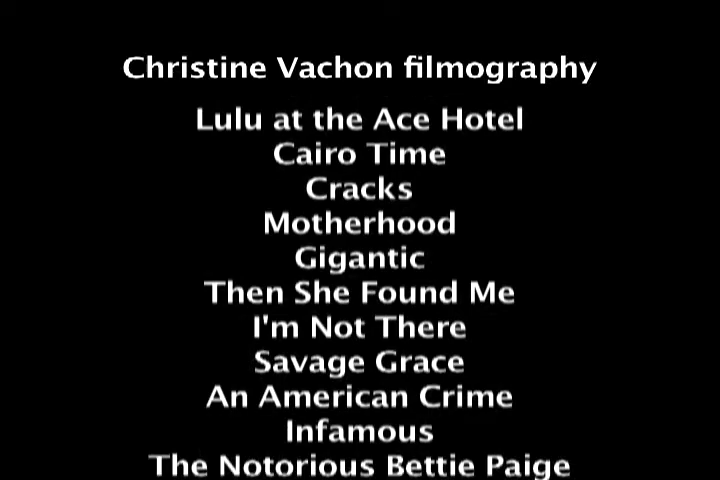 Christine Vachon filmography
Lulu at the Ace Hotel
Cairo Time
Cracks
Motherhood
Gigantic
Then She Found Me
I'm Not There
Savage Grace
An American Crime
Infamous
The Notorious Bettie Paige